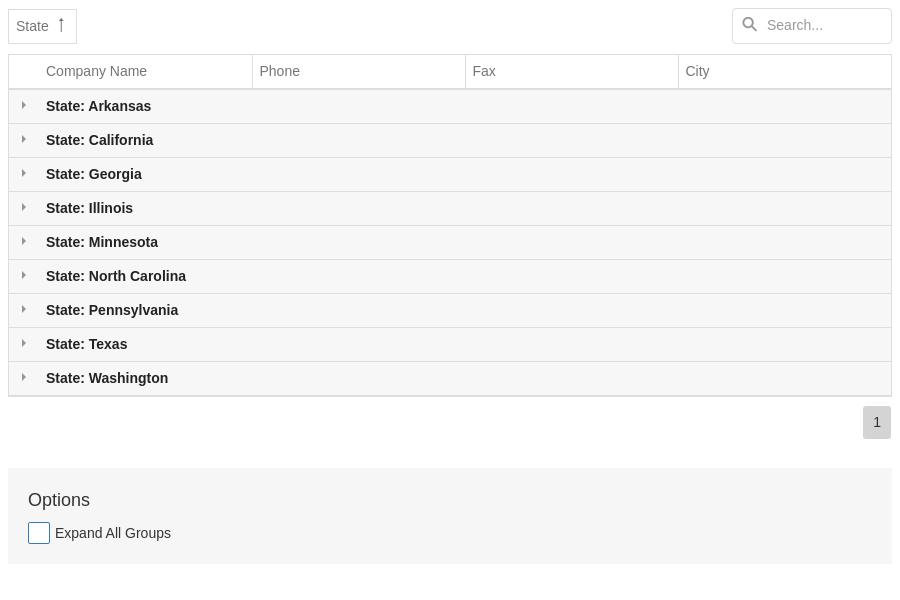 State
Search...
Company Name Phone Fax City
State: Arkansas
State: California
State: Georgia
State: Illinois
State: Minnesota
State: North Carolina
State: Pennsylvania
State: Texas
State: Washington
1
Options
Expand All Groups